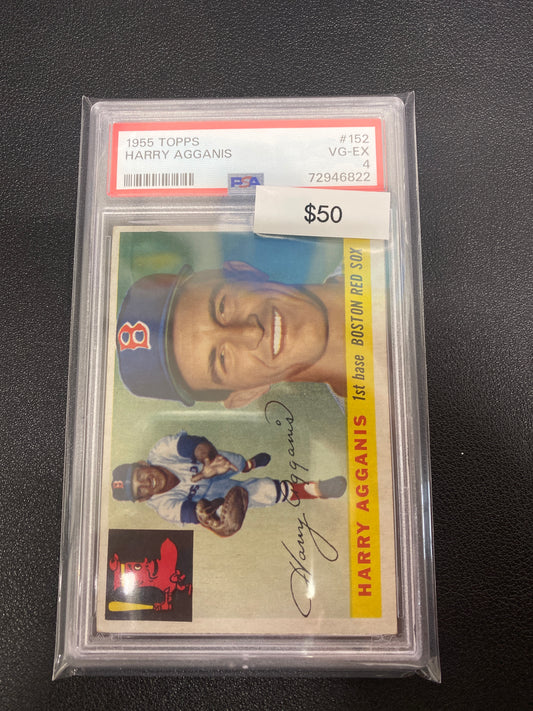 1955 TOPPS
HARRY AGGANIS
#152
VG-EX
4
72946822
PSA
$50
B
HARRY AGGANIS 1st base BOSTON RED SOX
Harry Agganis
B